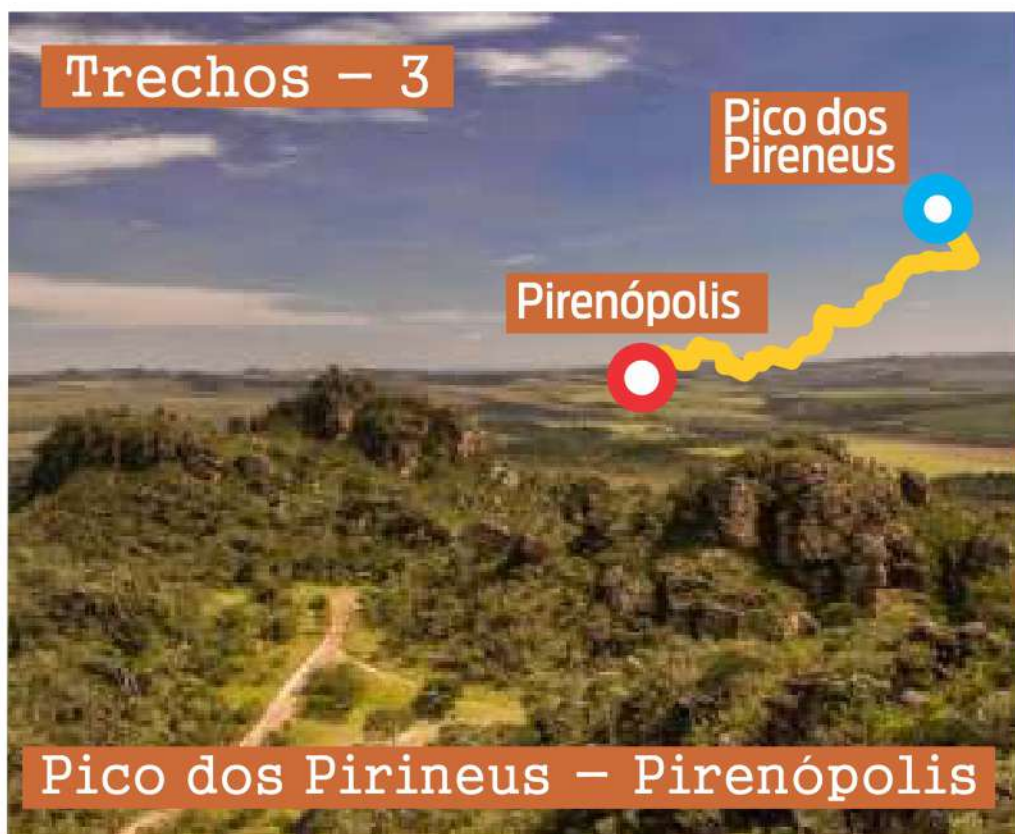 Trechos – 3
Pico dos
Pireneus
Pirenópolis
Pico dos Pirineus – Pirenópolis